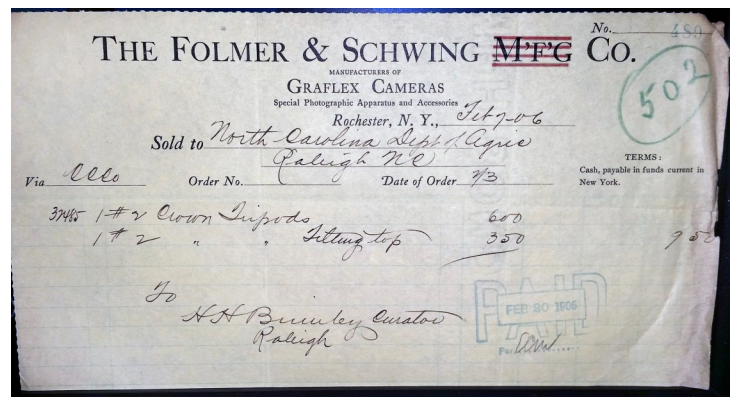 No. 480
THE FOLMER & SCHWING M'F'G CO.
502
MANUFACTURERS OF
GRAFLEX CAMERAS
Special Photographic Apparatus and Accessories
Rochester, N. Y., Feb 7-06
Sold to North Carolina Dept of Agric
Raleigh NC
TERMS:
Cash, payable in funds current in
New York.
Via Order No. Date of Order 2/3
1 # 2 Crown Tripods 600
1 # 2 " " Tilting top 350 9 50
To
H H Brimley Curator
Raleigh
PAID
FEB 20 1906
Per